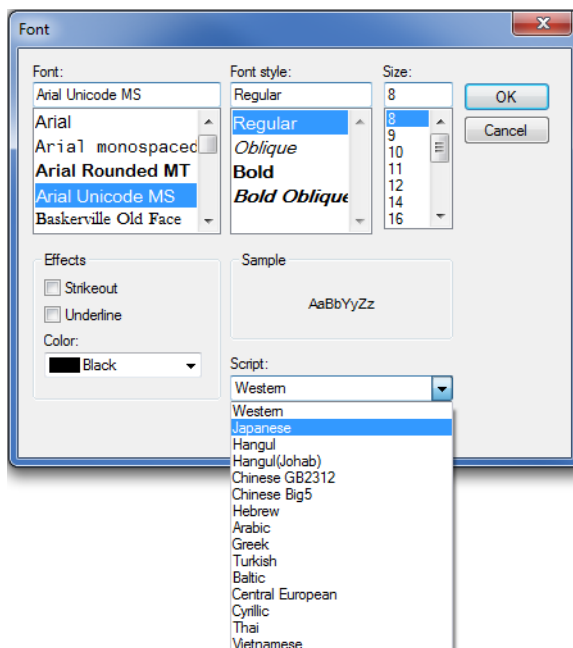 Font
Font:
Font style:
Size:
Arial Unicode MS
Regular
8
OK
Cancel
Arial
Arial monospaced
Arial Rounded MT
Arial Unicode MS
Baskerville Old Face
Regular
Oblique
Bold
Bold Oblique
8
9
10
11
12
14
16
Effects
Strikeout
Underline
Color:
Black
Sample
AaBbYyZz
Script:
Western
Western
Japanese
Hangul
Hangul(Johab)
Chinese GB2312
Chinese Big5
Hebrew
Arabic
Greek
Turkish
Baltic
Central European
Cyrillic
Thai
Vietnamese